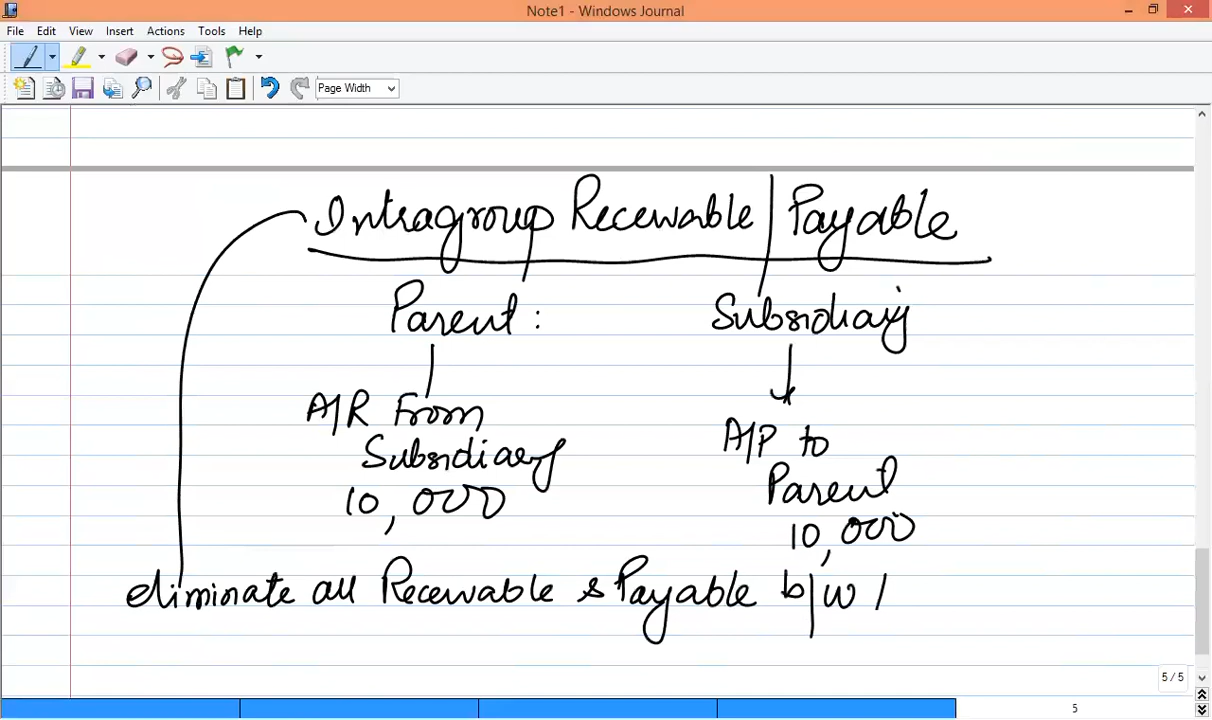 Note1 - Windows Journal
File Edit View Insert Actions Tools Help
Page Width
Intragroup Receivable | Payable
Parent : Subsidiary
A/R From A/P to
Subsidiary Parent
10,000 10,000
eliminate all Receivable & Payable b/w /
5 / 5
5